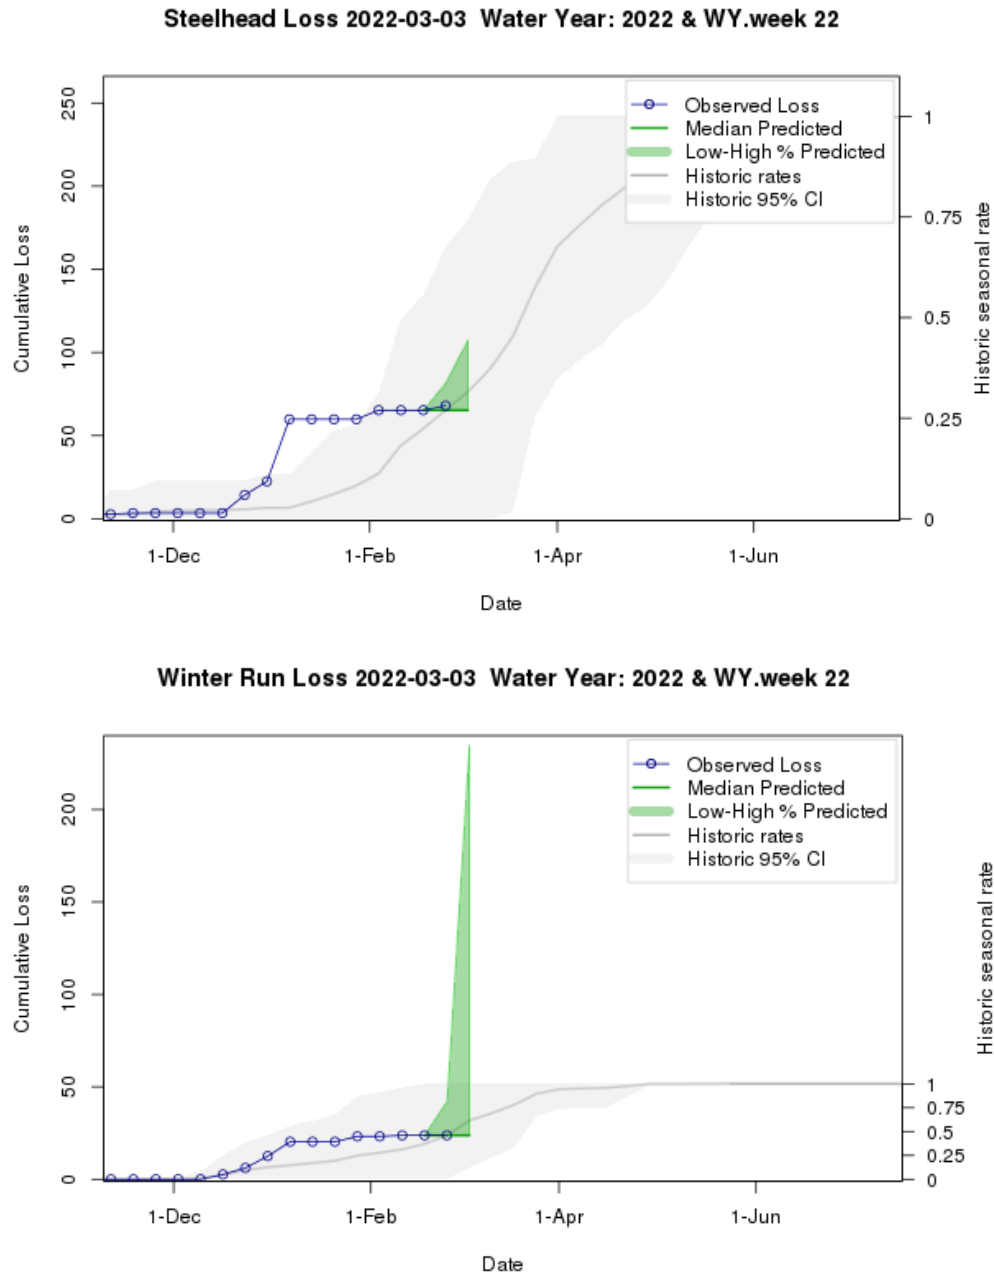 Steelhead Loss 2022-03-03 Water Year: 2022 & WY.week 22
Cumulative Loss
250
200
150
100
50
0
Observed Loss
Median Predicted
Low-High % Predicted
Historic rates
Historic 95% CI
1
0.75
0.5
0.25
0
Historic seasonal rate
1-Dec
1-Feb
1-Apr
1-Jun
Date
Winter Run Loss 2022-03-03 Water Year: 2022 & WY.week 22
Cumulative Loss
200
150
100
50
0
Observed Loss
Median Predicted
Low-High % Predicted
Historic rates
Historic 95% CI
1
0.75
0.5
0.25
0
Historic seasonal rate
1-Dec
1-Feb
1-Apr
1-Jun
Date